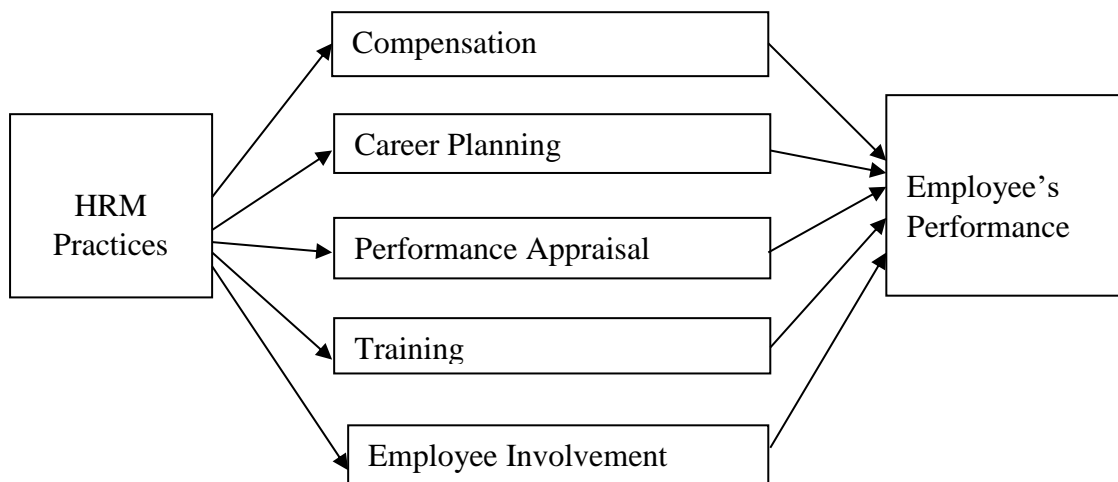 Compensation
Career Planning
HRM
Practices
Performance Appraisal
Employee’s
Performance
Training
Employee Involvement